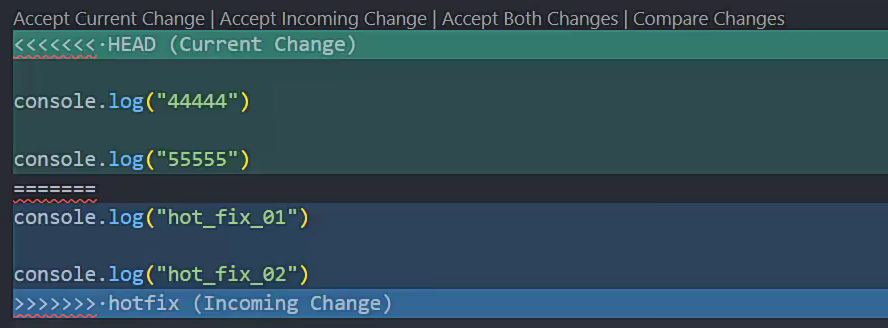 Accept Current Change | Accept Incoming Change | Accept Both Changes | Compare Changes
<<<<<<<·HEAD (Current Change)
console.log("44444")
console.log("55555")
=======
console.log("hot_fix_01")
console.log("hot_fix_02")
>>>>>>>·hotfix (Incoming Change)